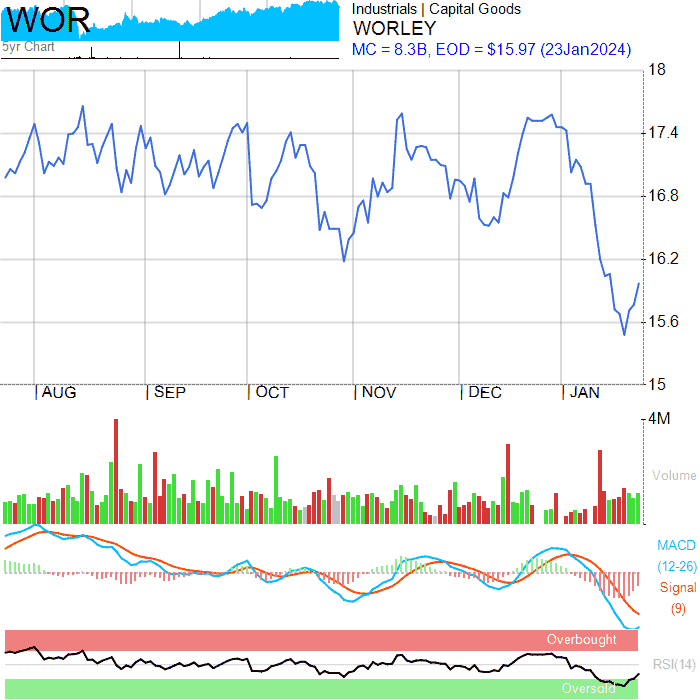 WOR
5yr Chart
Industrials | Capital Goods
WORLEY
MC = 8.3B, EOD = $15.97 (23Jan2024)
18
17.4
16.8
16.2
15.6
15
| AUG | SEP | OCT | NOV | DEC | JAN
4M
Volume
MACD
(12-26)
Signal
(9)
Overbought
RSI(14)
Oversold